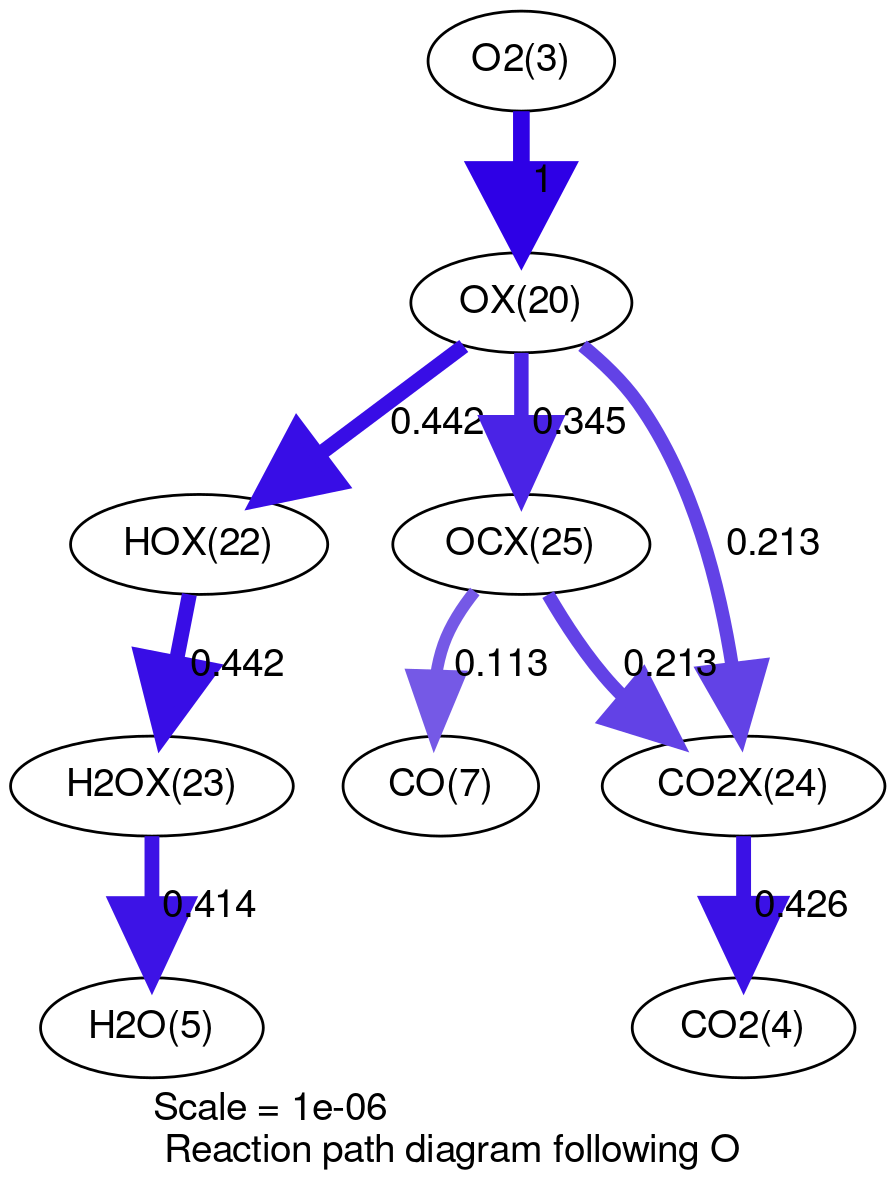 O2(3)
1
OX(20)
0.442
0.345
0.213
HOX(22)
OCX(25)
0.442
0.113
0.213
H2OX(23)
CO(7)
CO2X(24)
0.414
0.426
H2O(5)
CO2(4)
Scale = 1e-06
Reaction path diagram following O